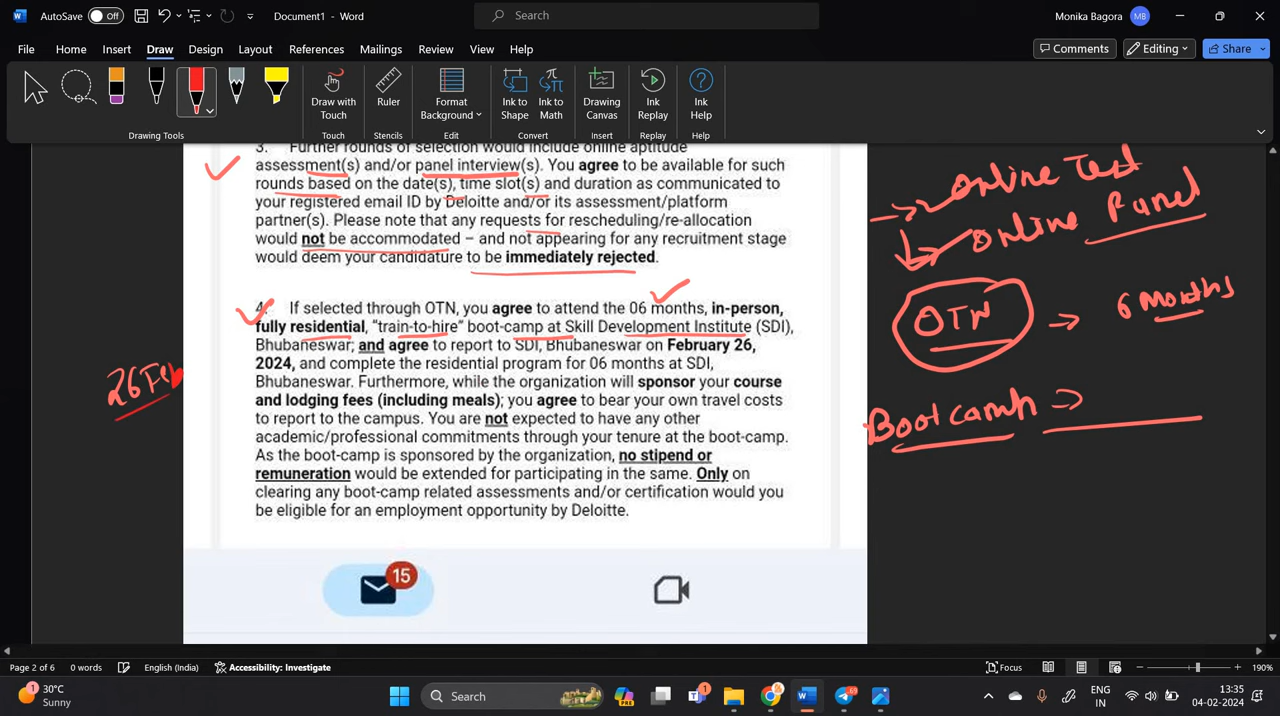 AutoSave Off Document1 - Word Search Monika Bagora MB
File Home Insert Draw Design Layout References Mailings Review View Help Comments Editing Share
Draw with Touch
Ruler
Format Background
Ink to Shape
Ink to Math
Drawing Canvas
Ink Replay
Ink Help
Drawing Tools Touch Stencils Edit Convert Insert Replay Help
3. Further rounds of selection would include online aptitude
assessment(s) and/or panel interview(s). You agree to be available for such
rounds based on the date(s), time slot(s) and duration as communicated to
your registered email ID by Deloitte and/or its assessment/platform
partner(s). Please note that any requests for rescheduling/re-allocation
would not be accommodated – and not appearing for any recruitment stage
would deem your candidature to be immediately rejected.
4. If selected through OTN, you agree to attend the 06 months, in-person,
fully residential, “train-to-hire” boot-camp at Skill Development Institute (SDI),
Bhubaneswar; and agree to report to SDI, Bhubaneswar on February 26,
2024, and complete the residential program for 06 months at SDI,
Bhubaneswar. Furthermore, while the organization will sponsor your course
and lodging fees (including meals); you agree to bear your own travel costs
to report to the campus. You are not expected to have any other
academic/professional commitments through your tenure at the boot-camp.
As the boot-camp is sponsored by the organization, no stipend or
remuneration would be extended for participating in the same. Only on
clearing any boot-camp related assessments and/or certification would you
be eligible for an employment opportunity by Deloitte.
15
Online Test
Online Panel
OTN → 6 Months
Bootcamp →
26 Feb
Page 2 of 6 0 words English (India) Accessibility: Investigate Focus 190%
1 30°C
Sunny
Search
PRE
1
26
69
ENG
IN
13:35
04-02-2024